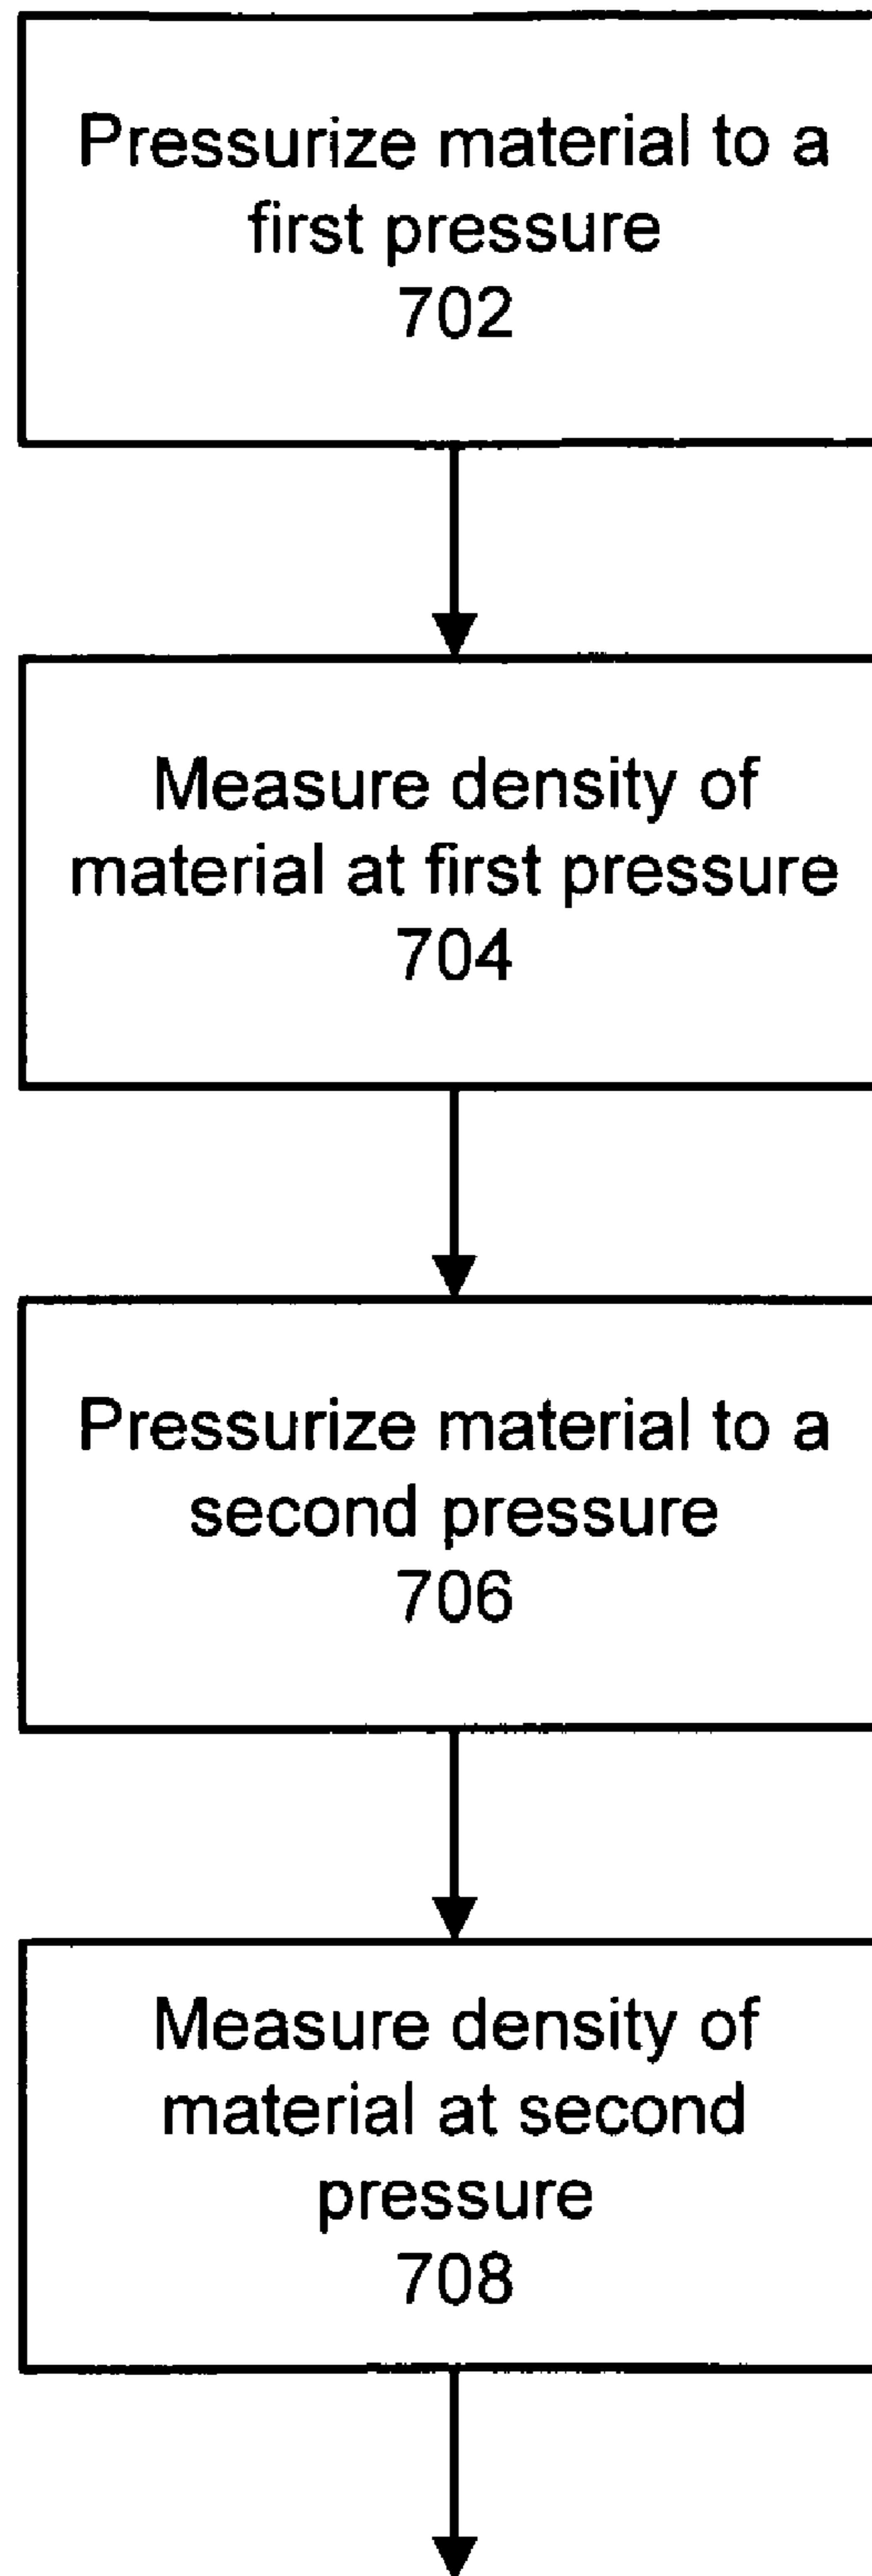 Pressurize material to a
first pressure
702
Measure density of
material at first pressure
704
Pressurize material to a
second pressure
706
Measure density of
material at second
pressure
708